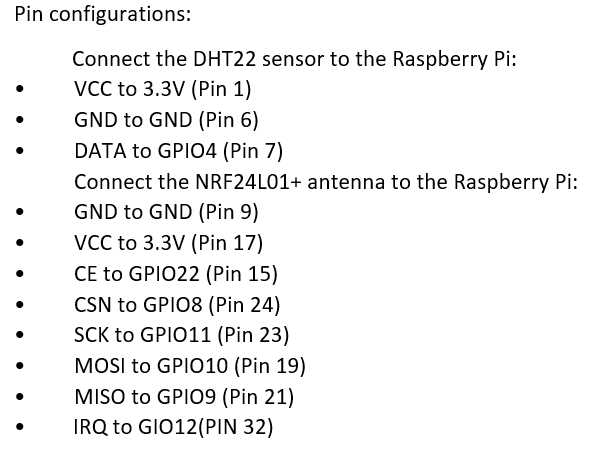 Pin configurations:
Connect the DHT22 sensor to the Raspberry Pi:
• VCC to 3.3V (Pin 1)
• GND to GND (Pin 6)
• DATA to GPIO4 (Pin 7)
Connect the NRF24L01+ antenna to the Raspberry Pi:
• GND to GND (Pin 9)
• VCC to 3.3V (Pin 17)
• CE to GPIO22 (Pin 15)
• CSN to GPIO8 (Pin 24)
• SCK to GPIO11 (Pin 23)
• MOSI to GPIO10 (Pin 19)
• MISO to GPIO9 (Pin 21)
• IRQ to GIO12(PIN 32)